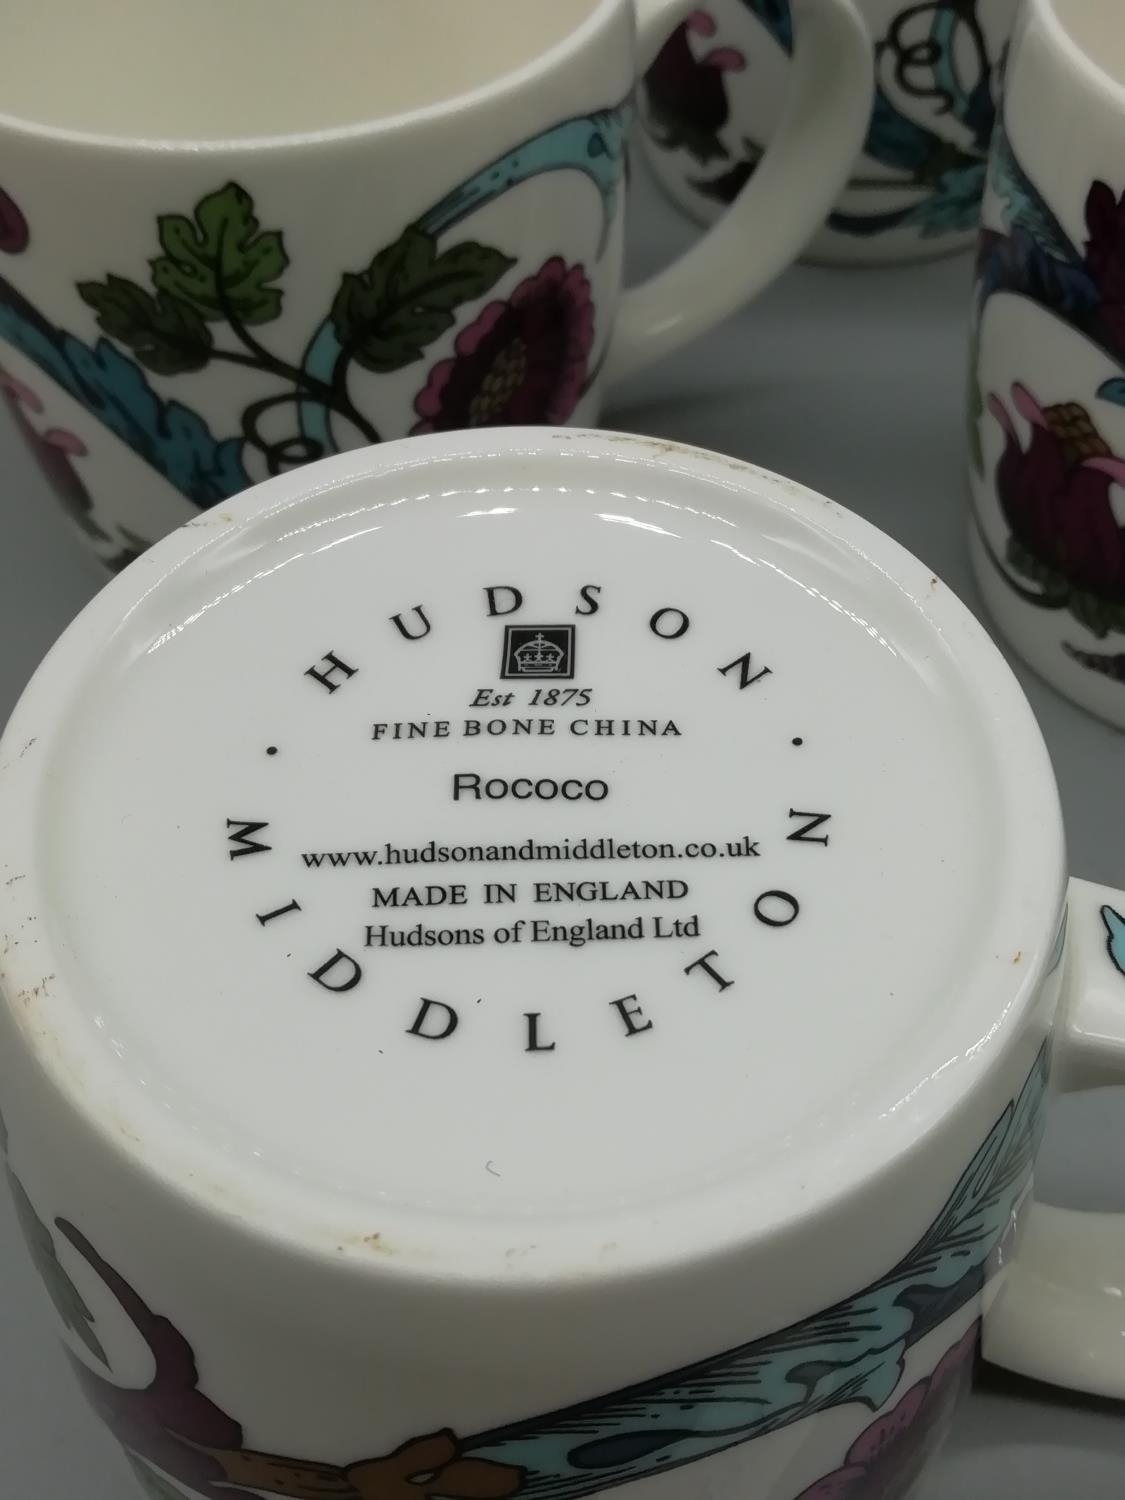 HUDSON
Est 1875
FINE BONE CHINA
Rococo
www.hudsonandmiddleton.co.uk
MADE IN ENGLAND
Hudsons of England Ltd
· MIDDLETON ·